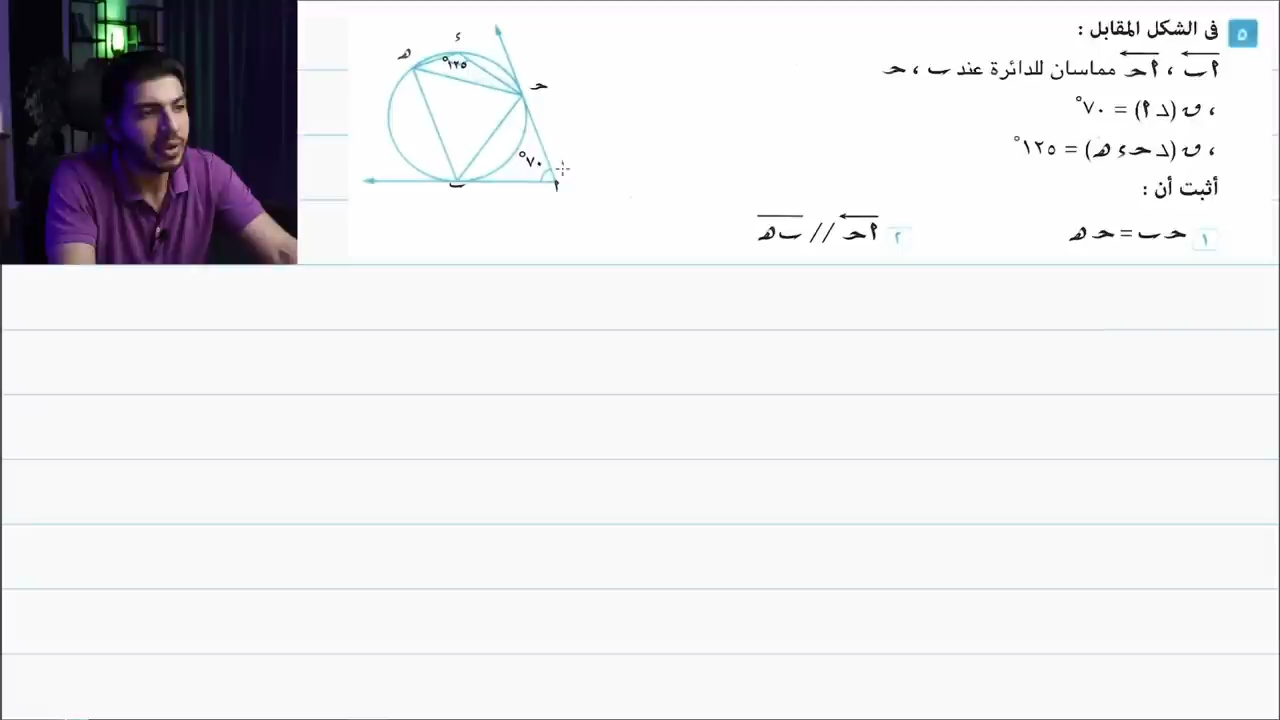 ٥ فى الشكل المقابل :
أب ، أحـ مماسان للدائرة عند ب ، حـ
، ق (د أ) = ٧٠°
، ق (د حـ ء هـ) = ١٢٥°
أثبت أن :
١ حـ ب = حـ هـ
٢ أحـ // ب هـ
ء
هـ
١٢٥°
حـ
٧٠°
أ
ب